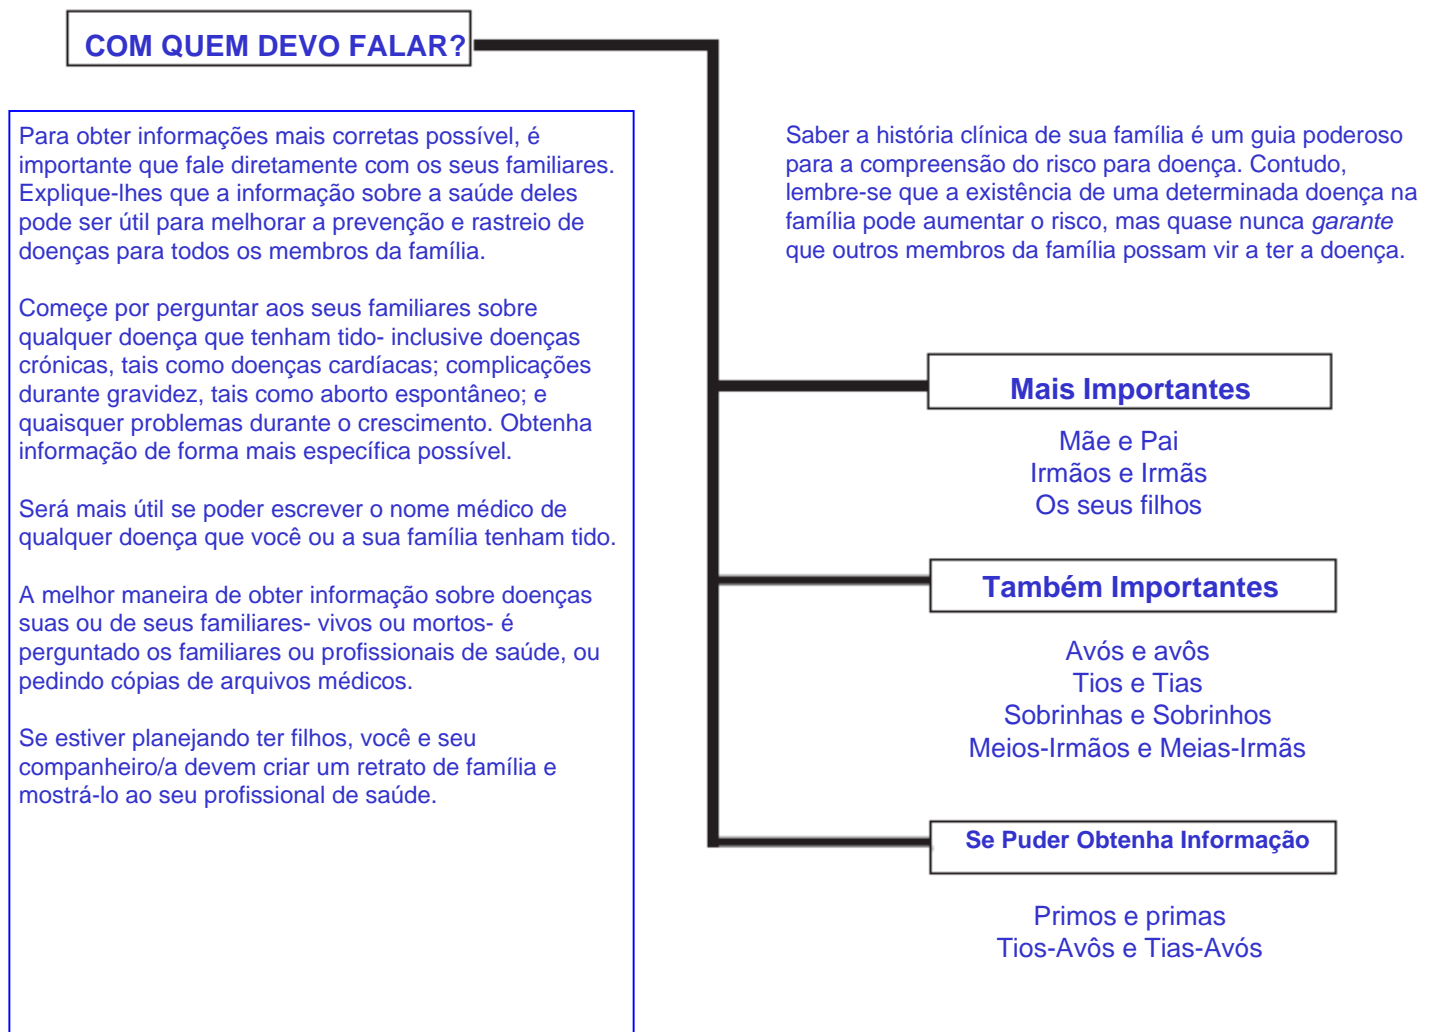 COM QUEM DEVO FALAR?
Para obter informações mais corretas possível, é
importante que fale diretamente com os seus familiares.
Explique-lhes que a informação sobre a saúde deles
pode ser útil para melhorar a prevenção e rastreio de
doenças para todos os membros da família.
Começe por perguntar aos seus familiares sobre
qualquer doença que tenham tido- inclusive doenças
crónicas, tais como doenças cardíacas; complicações
durante gravidez, tais como aborto espontâneo; e
quaisquer problemas durante o crescimento. Obtenha
informação de forma mais específica possível.
Será mais útil se poder escrever o nome médico de
qualquer doença que você ou a sua família tenham tido.
A melhor maneira de obter informação sobre doenças
suas ou de seus familiares- vivos ou mortos- é
perguntado os familiares ou profissionais de saúde, ou
pedindo cópias de arquivos médicos.
Se estiver planejando ter filhos, você e seu
companheiro/a devem criar um retrato de família e
mostrá-lo ao seu profissional de saúde.
Saber a história clínica de sua família é um guia poderoso
para a compreensão do risco para doença. Contudo,
lembre-se que a existência de uma determinada doença na
família pode aumentar o risco, mas quase nunca garante
que outros membros da família possam vir a ter a doença.
Mais Importantes
Mãe e Pai
Irmãos e Irmãs
Os seus filhos
Também Importantes
Avós e avôs
Tios e Tias
Sobrinhas e Sobrinhos
Meios-Irmãos e Meias-Irmãs
Se Puder Obtenha Informação
Primos e primas
Tios-Avôs e Tias-Avós